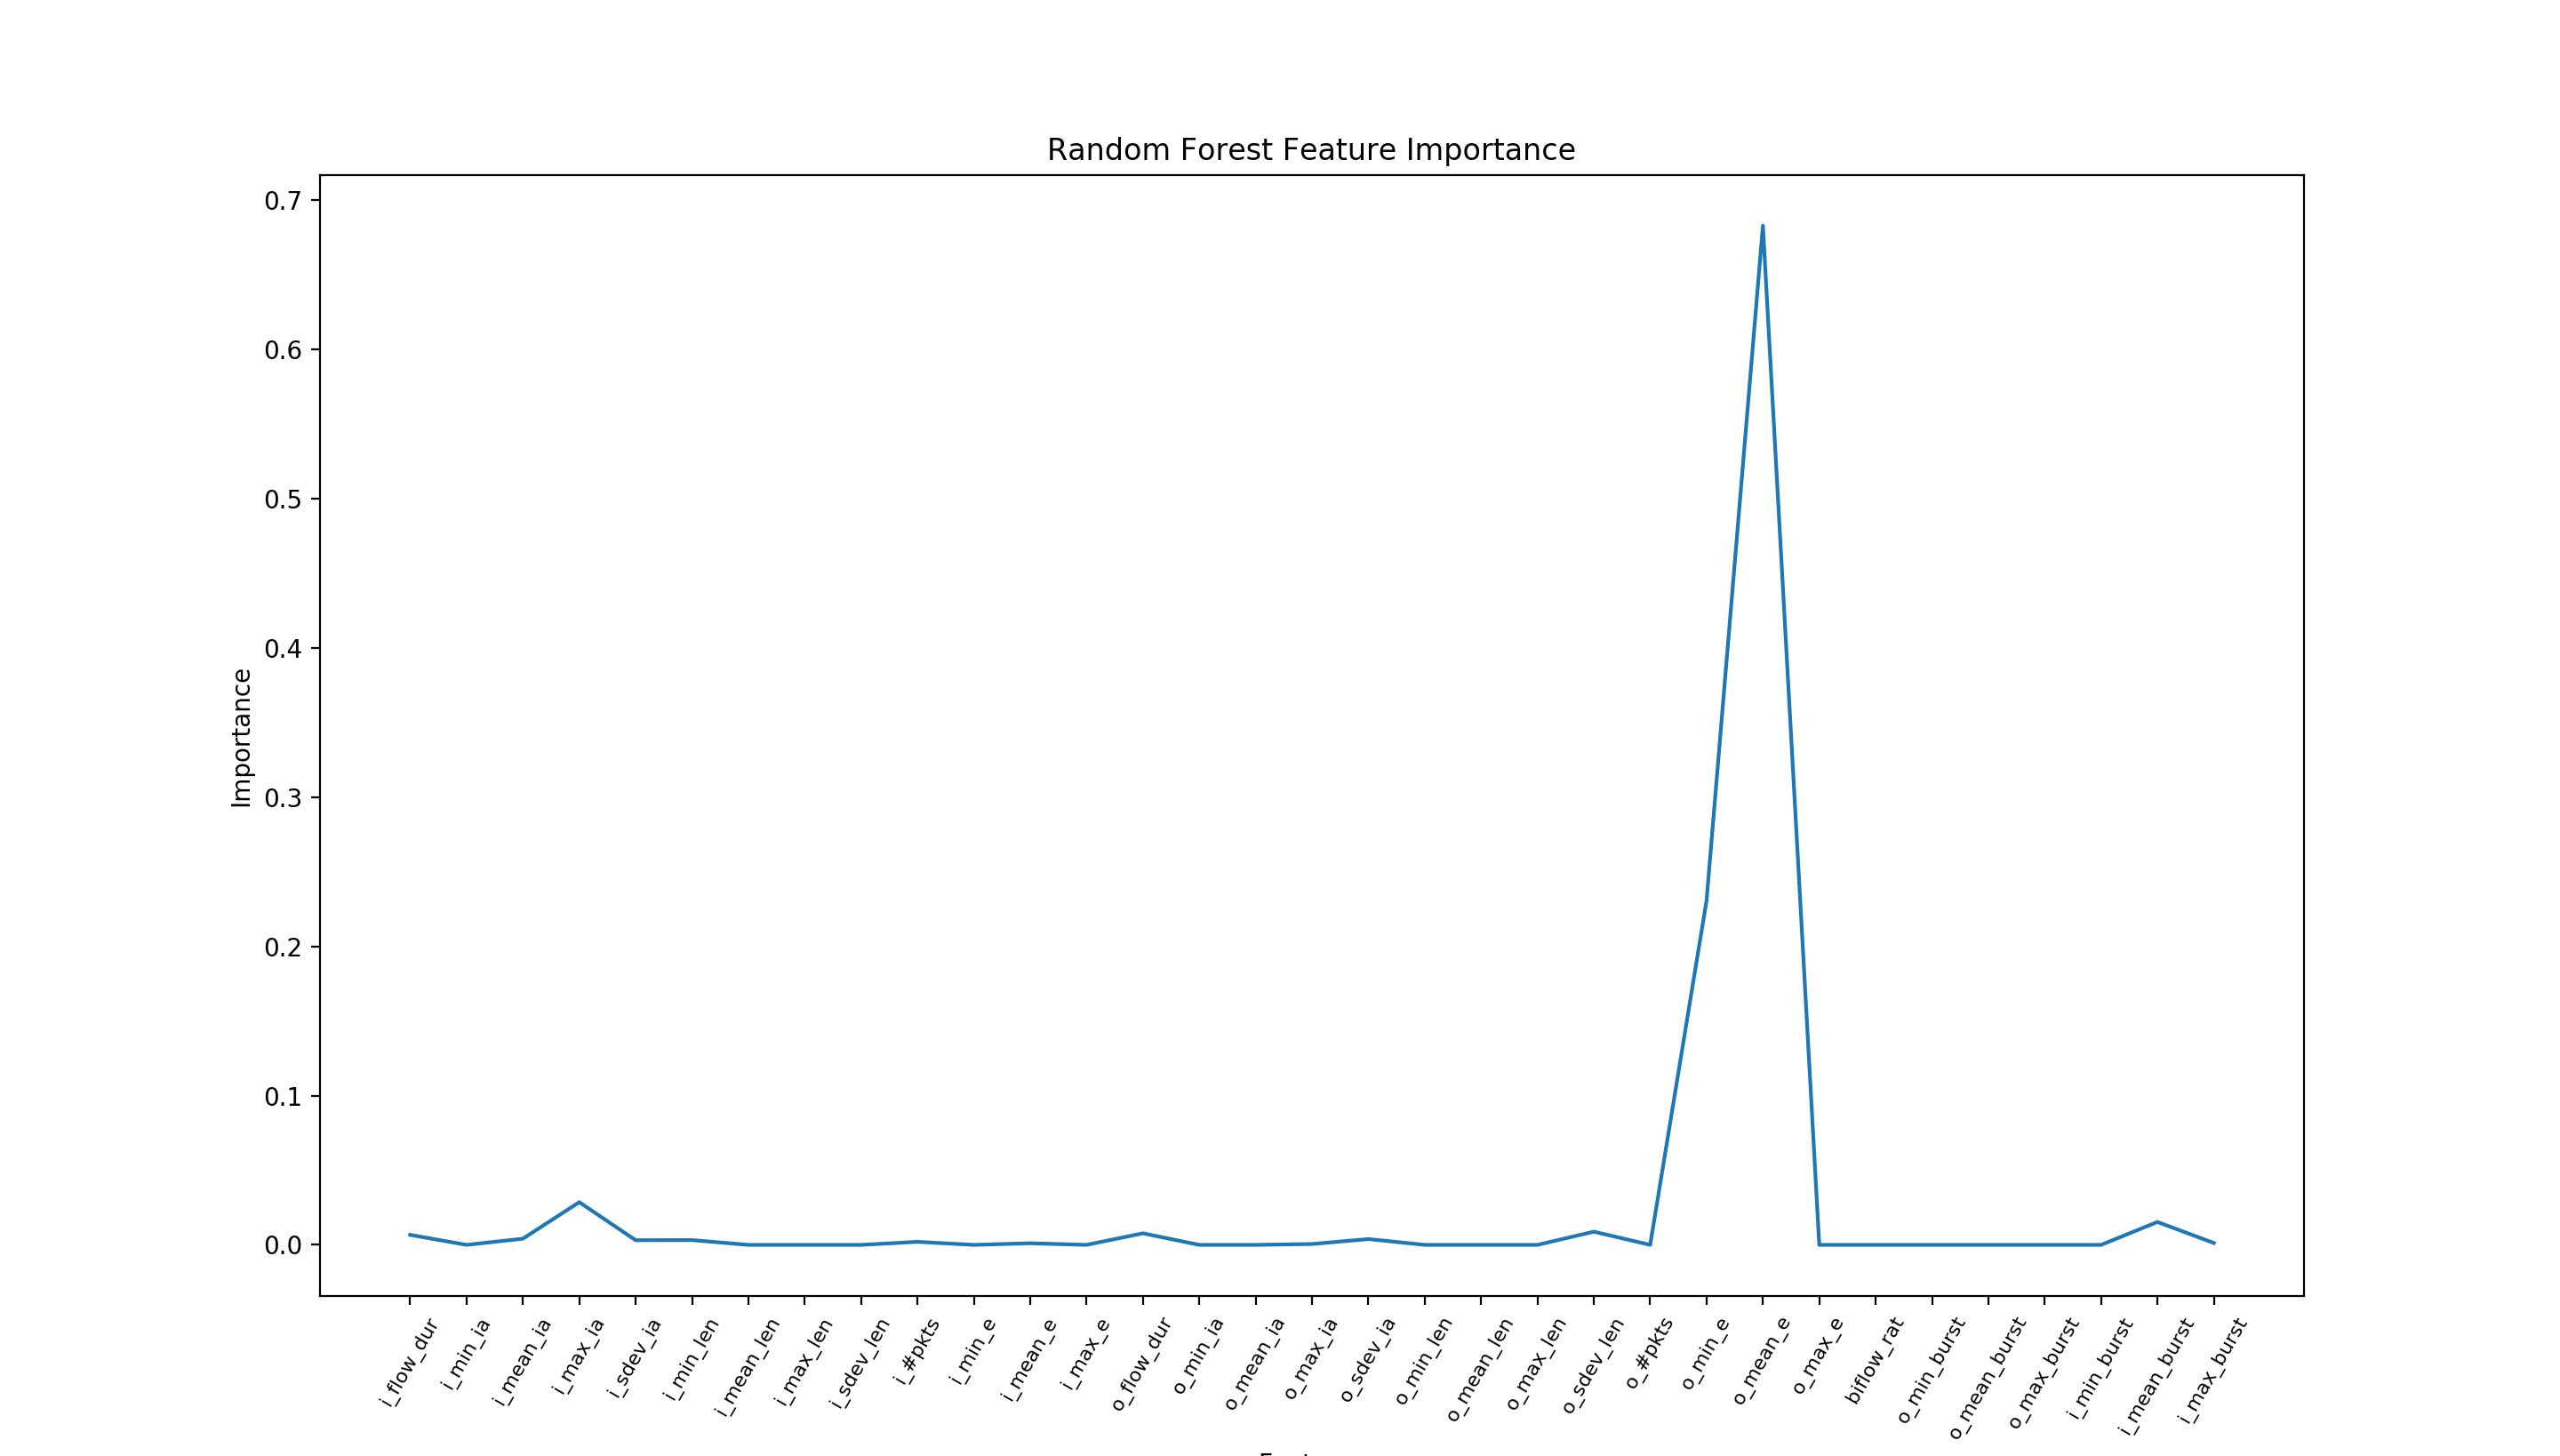 Random Forest Feature Importance
0.7
0.6
0.5
0.4
0.3
0.2
0.1
0.0
Importance
i_flow_dur
i_min_ia
i_mean_ia
i_max_ia
i_sdev_ia
i_min_len
i_mean_len
i_max_len
i_sdev_len
i_#pkts
i_min_e
i_mean_e
i_max_e
o_flow_dur
o_min_ia
o_mean_ia
o_max_ia
o_sdev_ia
o_min_len
o_mean_len
o_max_len
o_sdev_len
o_#pkts
o_min_e
o_mean_e
o_max_e
biflow_rat
o_min_burst
o_mean_burst
o_max_burst
i_min_burst
i_mean_burst
i_max_burst